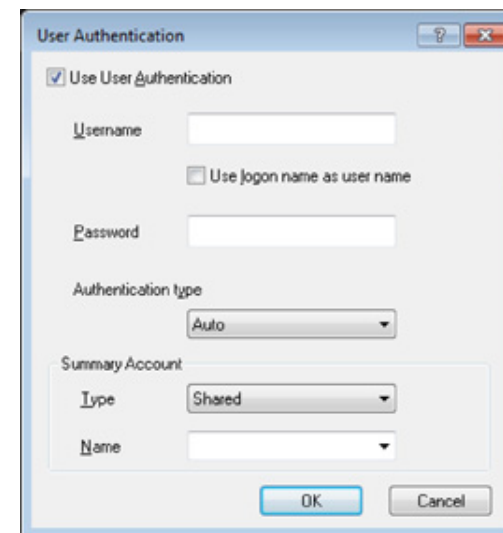 User Authentication
Use User Authentication
Username
Use logon name as user name
Password
Authentication type
Auto
Summary Account
Type Shared
Name
OK Cancel